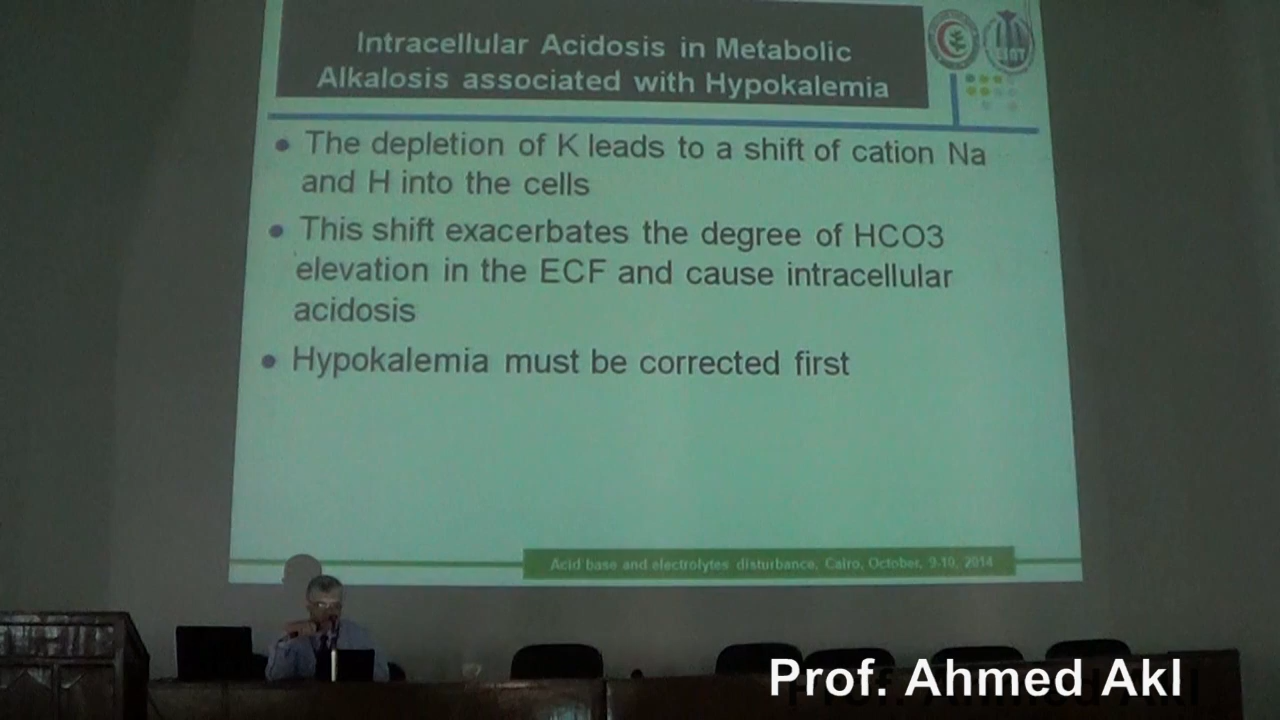 Intracellular Acidosis in Metabolic
Alkalosis associated with Hypokalemia
The depletion of K leads to a shift of cation Na
and H into the cells
This shift exacerbates the degree of HCO3
elevation in the ECF and cause intracellular
acidosis
Hypokalemia must be corrected first
Acid base and electrolytes disturbance, Cairo, October, 9-10, 2014
Prof. Ahmed Akl